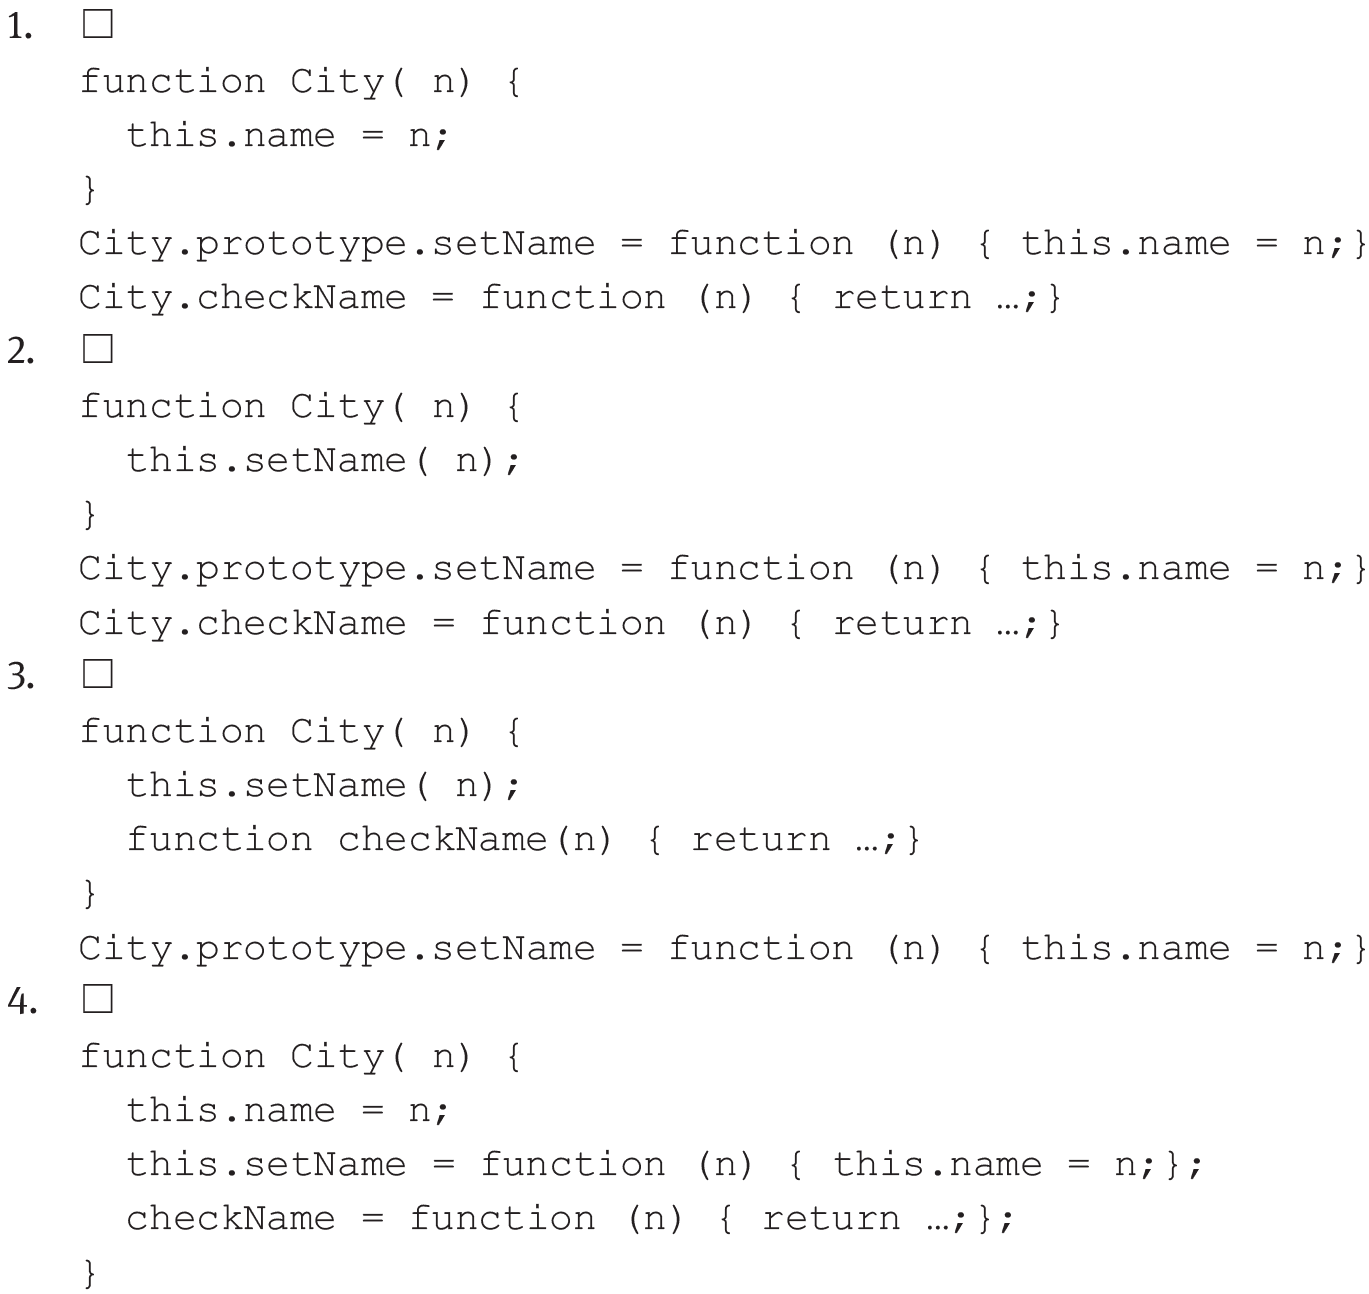 1. □
function City( n) {
  this.name = n;
}
City.prototype.setName = function (n) { this.name = n;}
City.checkName = function (n) { return …;}
2. □
function City( n) {
  this.setName( n);
}
City.prototype.setName = function (n) { this.name = n;}
City.checkName = function (n) { return …;}
3. □
function City( n) {
  this.setName( n);
  function checkName(n) { return …;}
}
City.prototype.setName = function (n) { this.name = n;}
4. □
function City( n) {
  this.name = n;
  this.setName = function (n) { this.name = n;};
  checkName = function (n) { return …;};
}